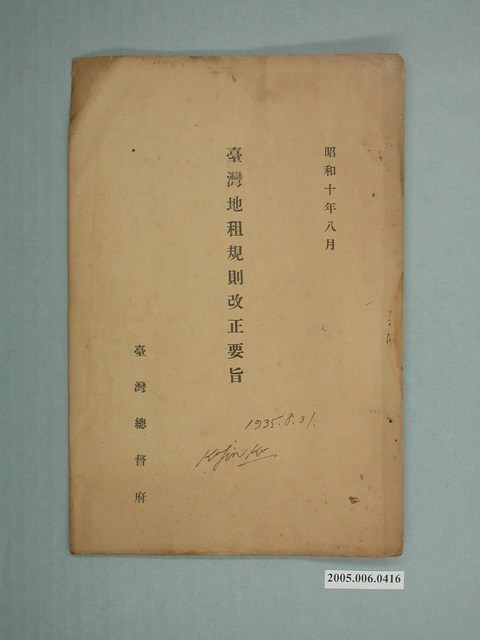 昭和十年八月
臺灣地租規則改正要旨
臺灣總督府
1935.8.31.
2005.006.0416